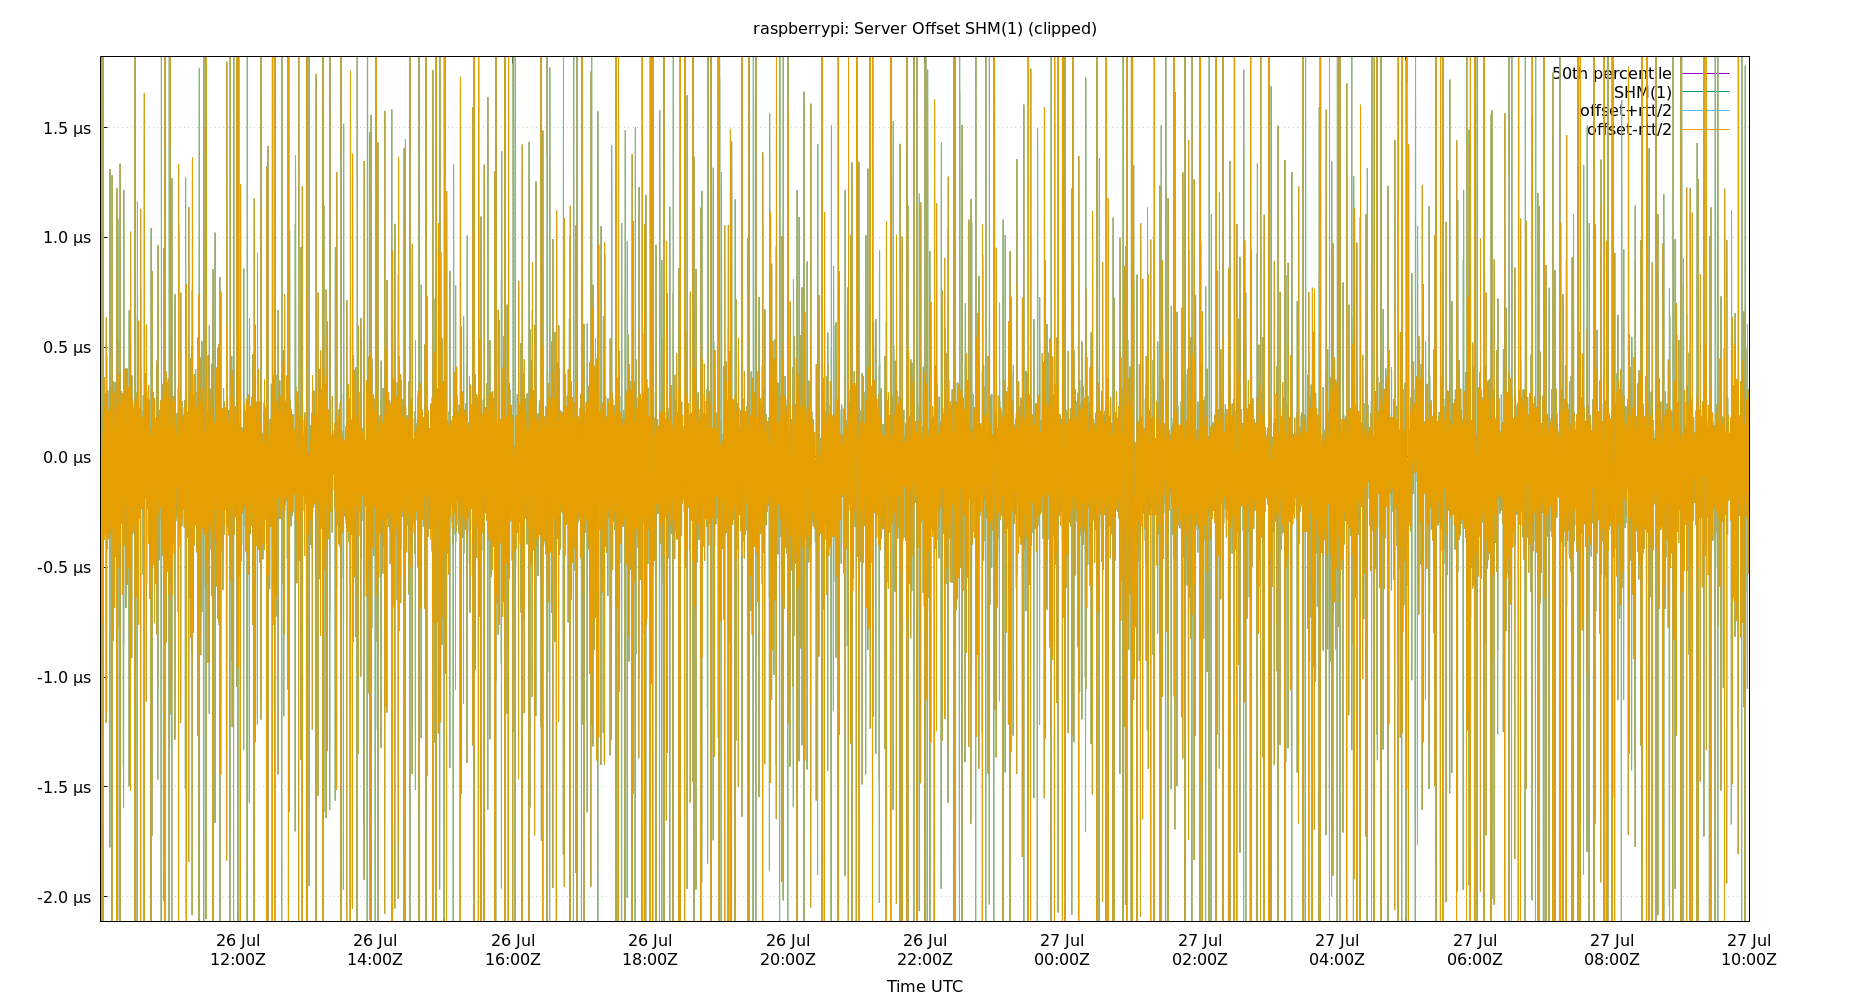 raspberrypi: Server Offset SHM(1) (clipped)
50th percentile
SHM(1)
offset+rtt/2
offset-rtt/2
1.5 µs
1.0 µs
0.5 µs
0.0 µs
-0.5 µs
-1.0 µs
-1.5 µs
-2.0 µs
26 Jul 26 Jul 26 Jul 26 Jul 26 Jul 26 Jul 27 Jul 27 Jul 27 Jul 27 Jul 27 Jul 27 Jul
12:00Z 14:00Z 16:00Z 18:00Z 20:00Z 22:00Z 00:00Z 02:00Z 04:00Z 06:00Z 08:00Z 10:00Z
Time UTC